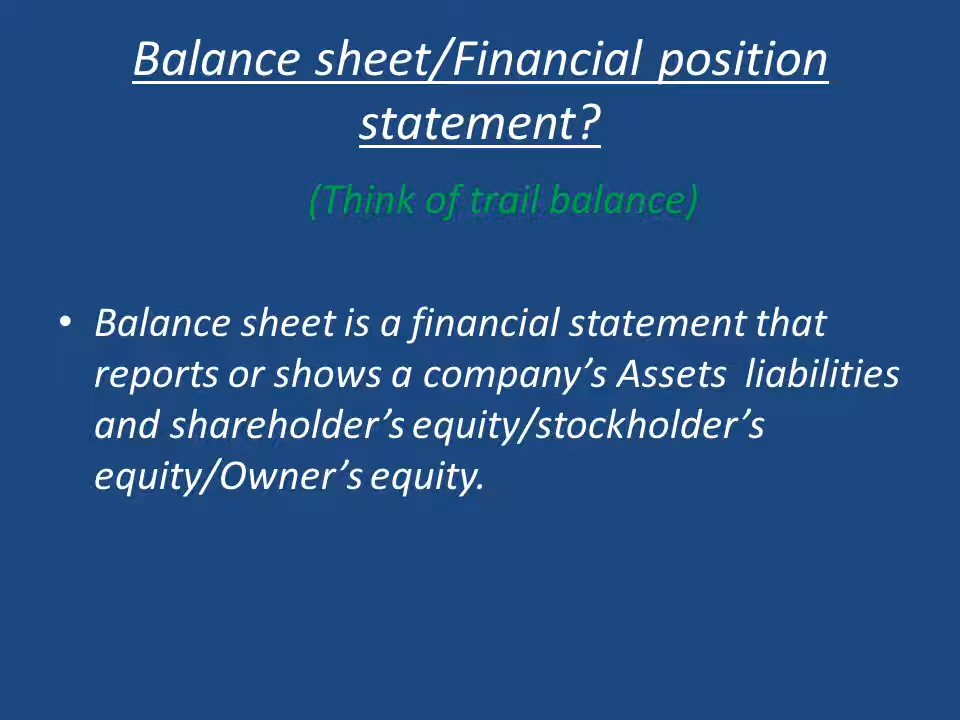 Balance sheet/Financial position
statement?
(Think of trail balance)
• Balance sheet is a financial statement that
reports or shows a company’s Assets  liabilities
and shareholder’s equity/stockholder’s
equity/Owner’s equity.